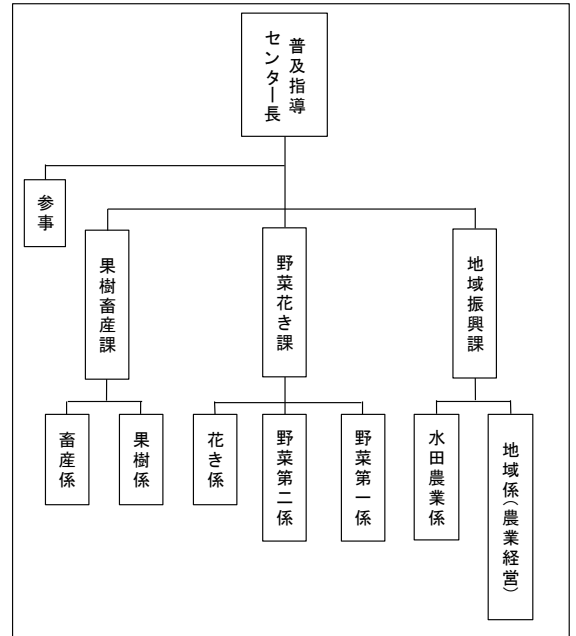 普及指導
センター長
参事
地域振興課
野菜花き課
果樹畜産課
地域係(農業経営)
水田農業係
野菜第一係
野菜第二係
花き係
果樹係
畜産係